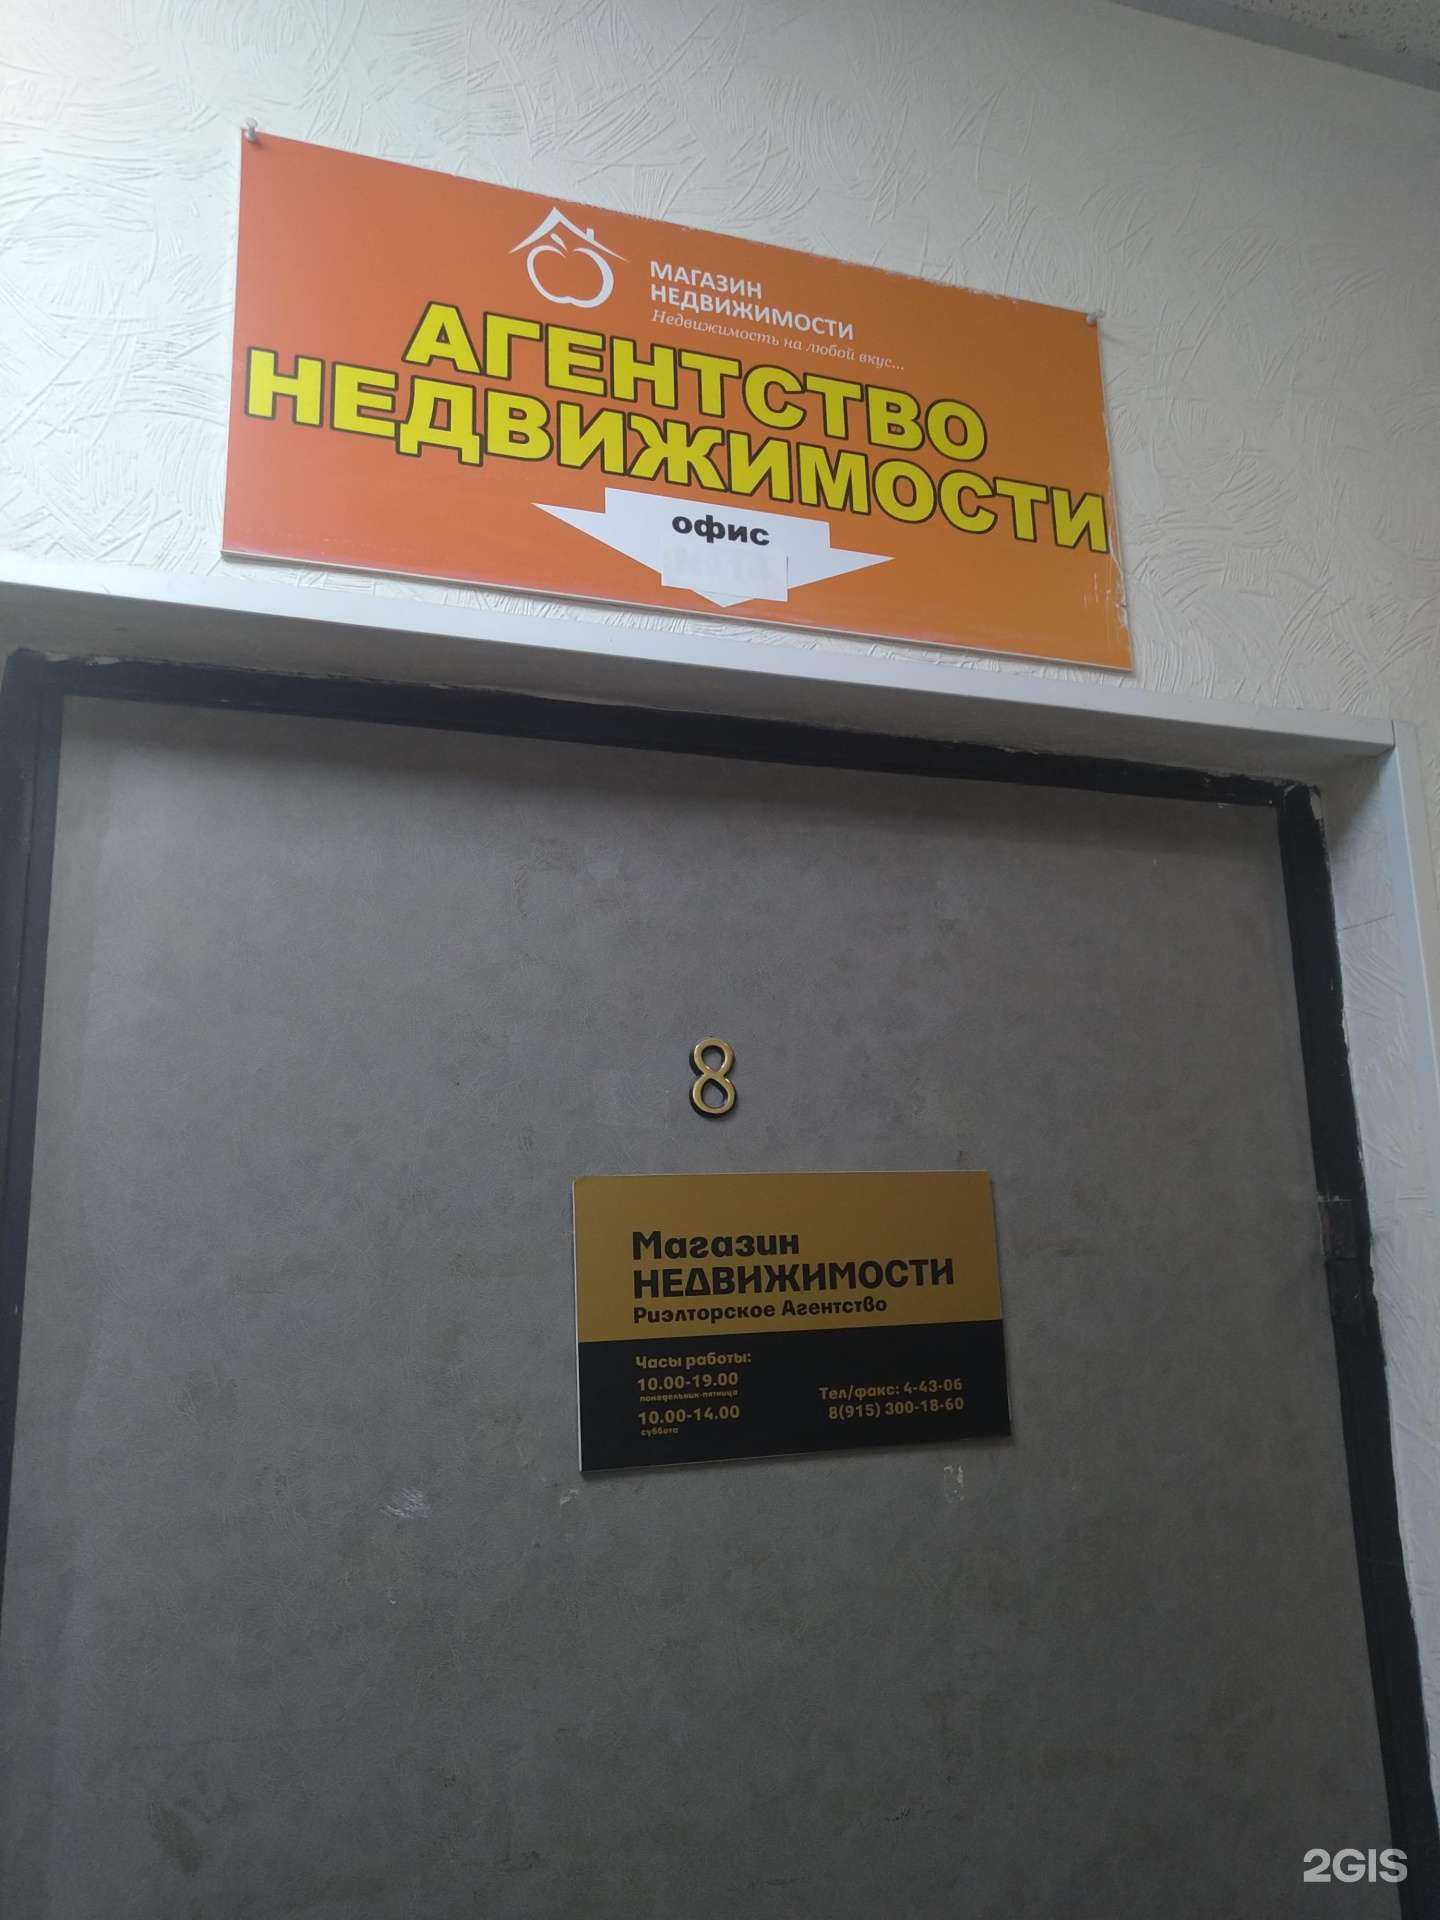 МАГАЗИН
НЕДВИЖИМОСТИ
Недвижимость на любой вкус...
АГЕНТСТВО
НЕДВИЖИМОСТИ
офис
8
Магазин
НЕДВИЖИМОСТИ
Риэлторское Агентство
Часы работы:
10.00-19.00
понедельник-пятница
10.00-14.00
суббота
Тел/факс: 4-43-06
8(915) 300-18-60
2GIS